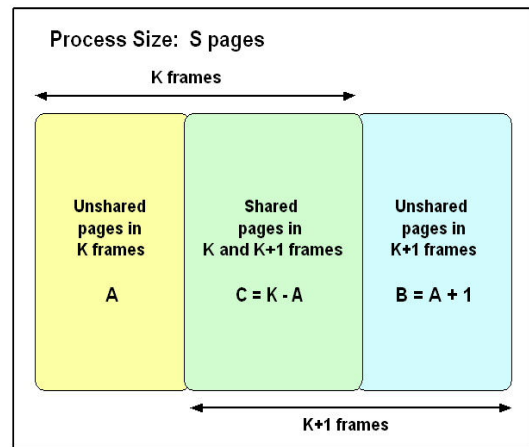 Process Size: S pages
K frames
Unshared
pages in
K frames
A
Shared
pages in
K and K+1 frames
C = K - A
Unshared
pages in
K+1 frames
B = A + 1
K+1 frames